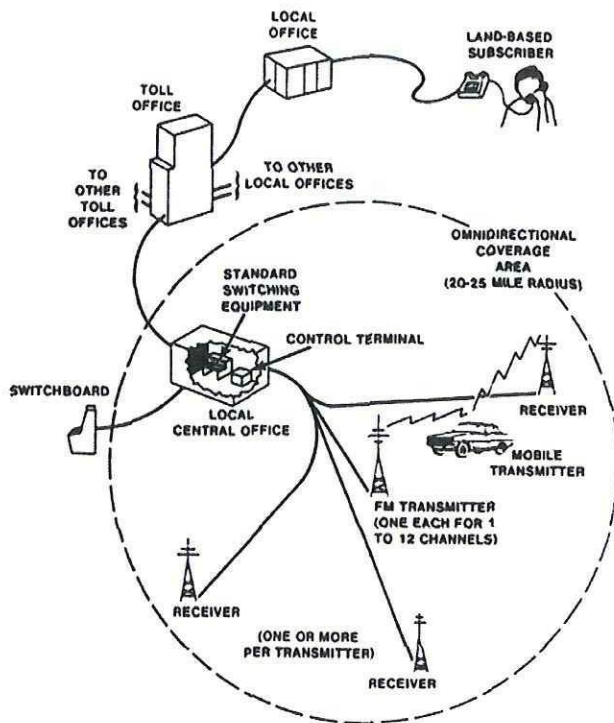 LOCAL
OFFICE
LAND-BASED
SUBSCRIBER
TOLL
OFFICE
TO
OTHER
TOLL
OFFICES
TO OTHER
LOCAL OFFICES
OMNIDIRECTIONAL
COVERAGE
AREA
(20-25 MILE RADIUS)
STANDARD
SWITCHING
EQUIPMENT
CONTROL TERMINAL
SWITCHBOARD
LOCAL
CENTRAL OFFICE
RECEIVER
MOBILE
TRANSMITTER
FM TRANSMITTER
(ONE EACH FOR 1
TO 12 CHANNELS)
RECEIVER
(ONE OR MORE
PER TRANSMITTER)
RECEIVER